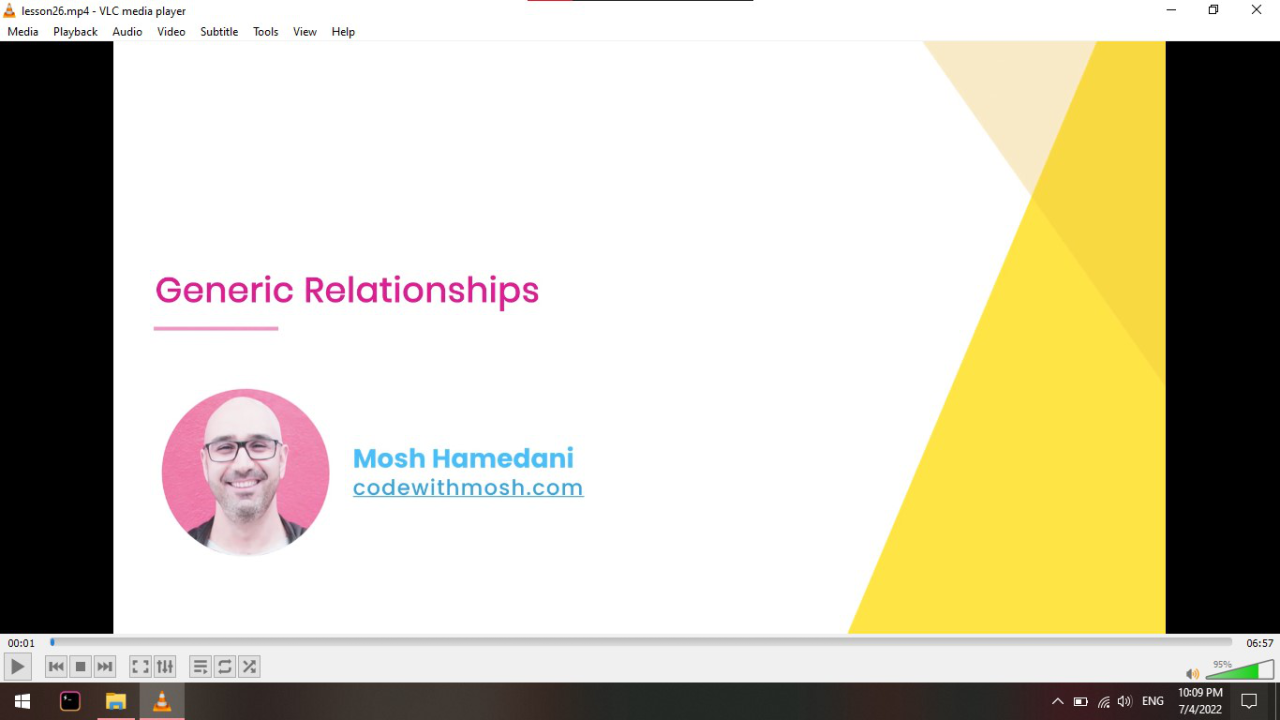 lesson26.mp4 - VLC media player
Media Playback Audio Video Subtitle Tools View Help
Generic Relationships
Mosh Hamedani
codewithmosh.com
00:01 06:57
95%
ENG
10:09 PM
7/4/2022